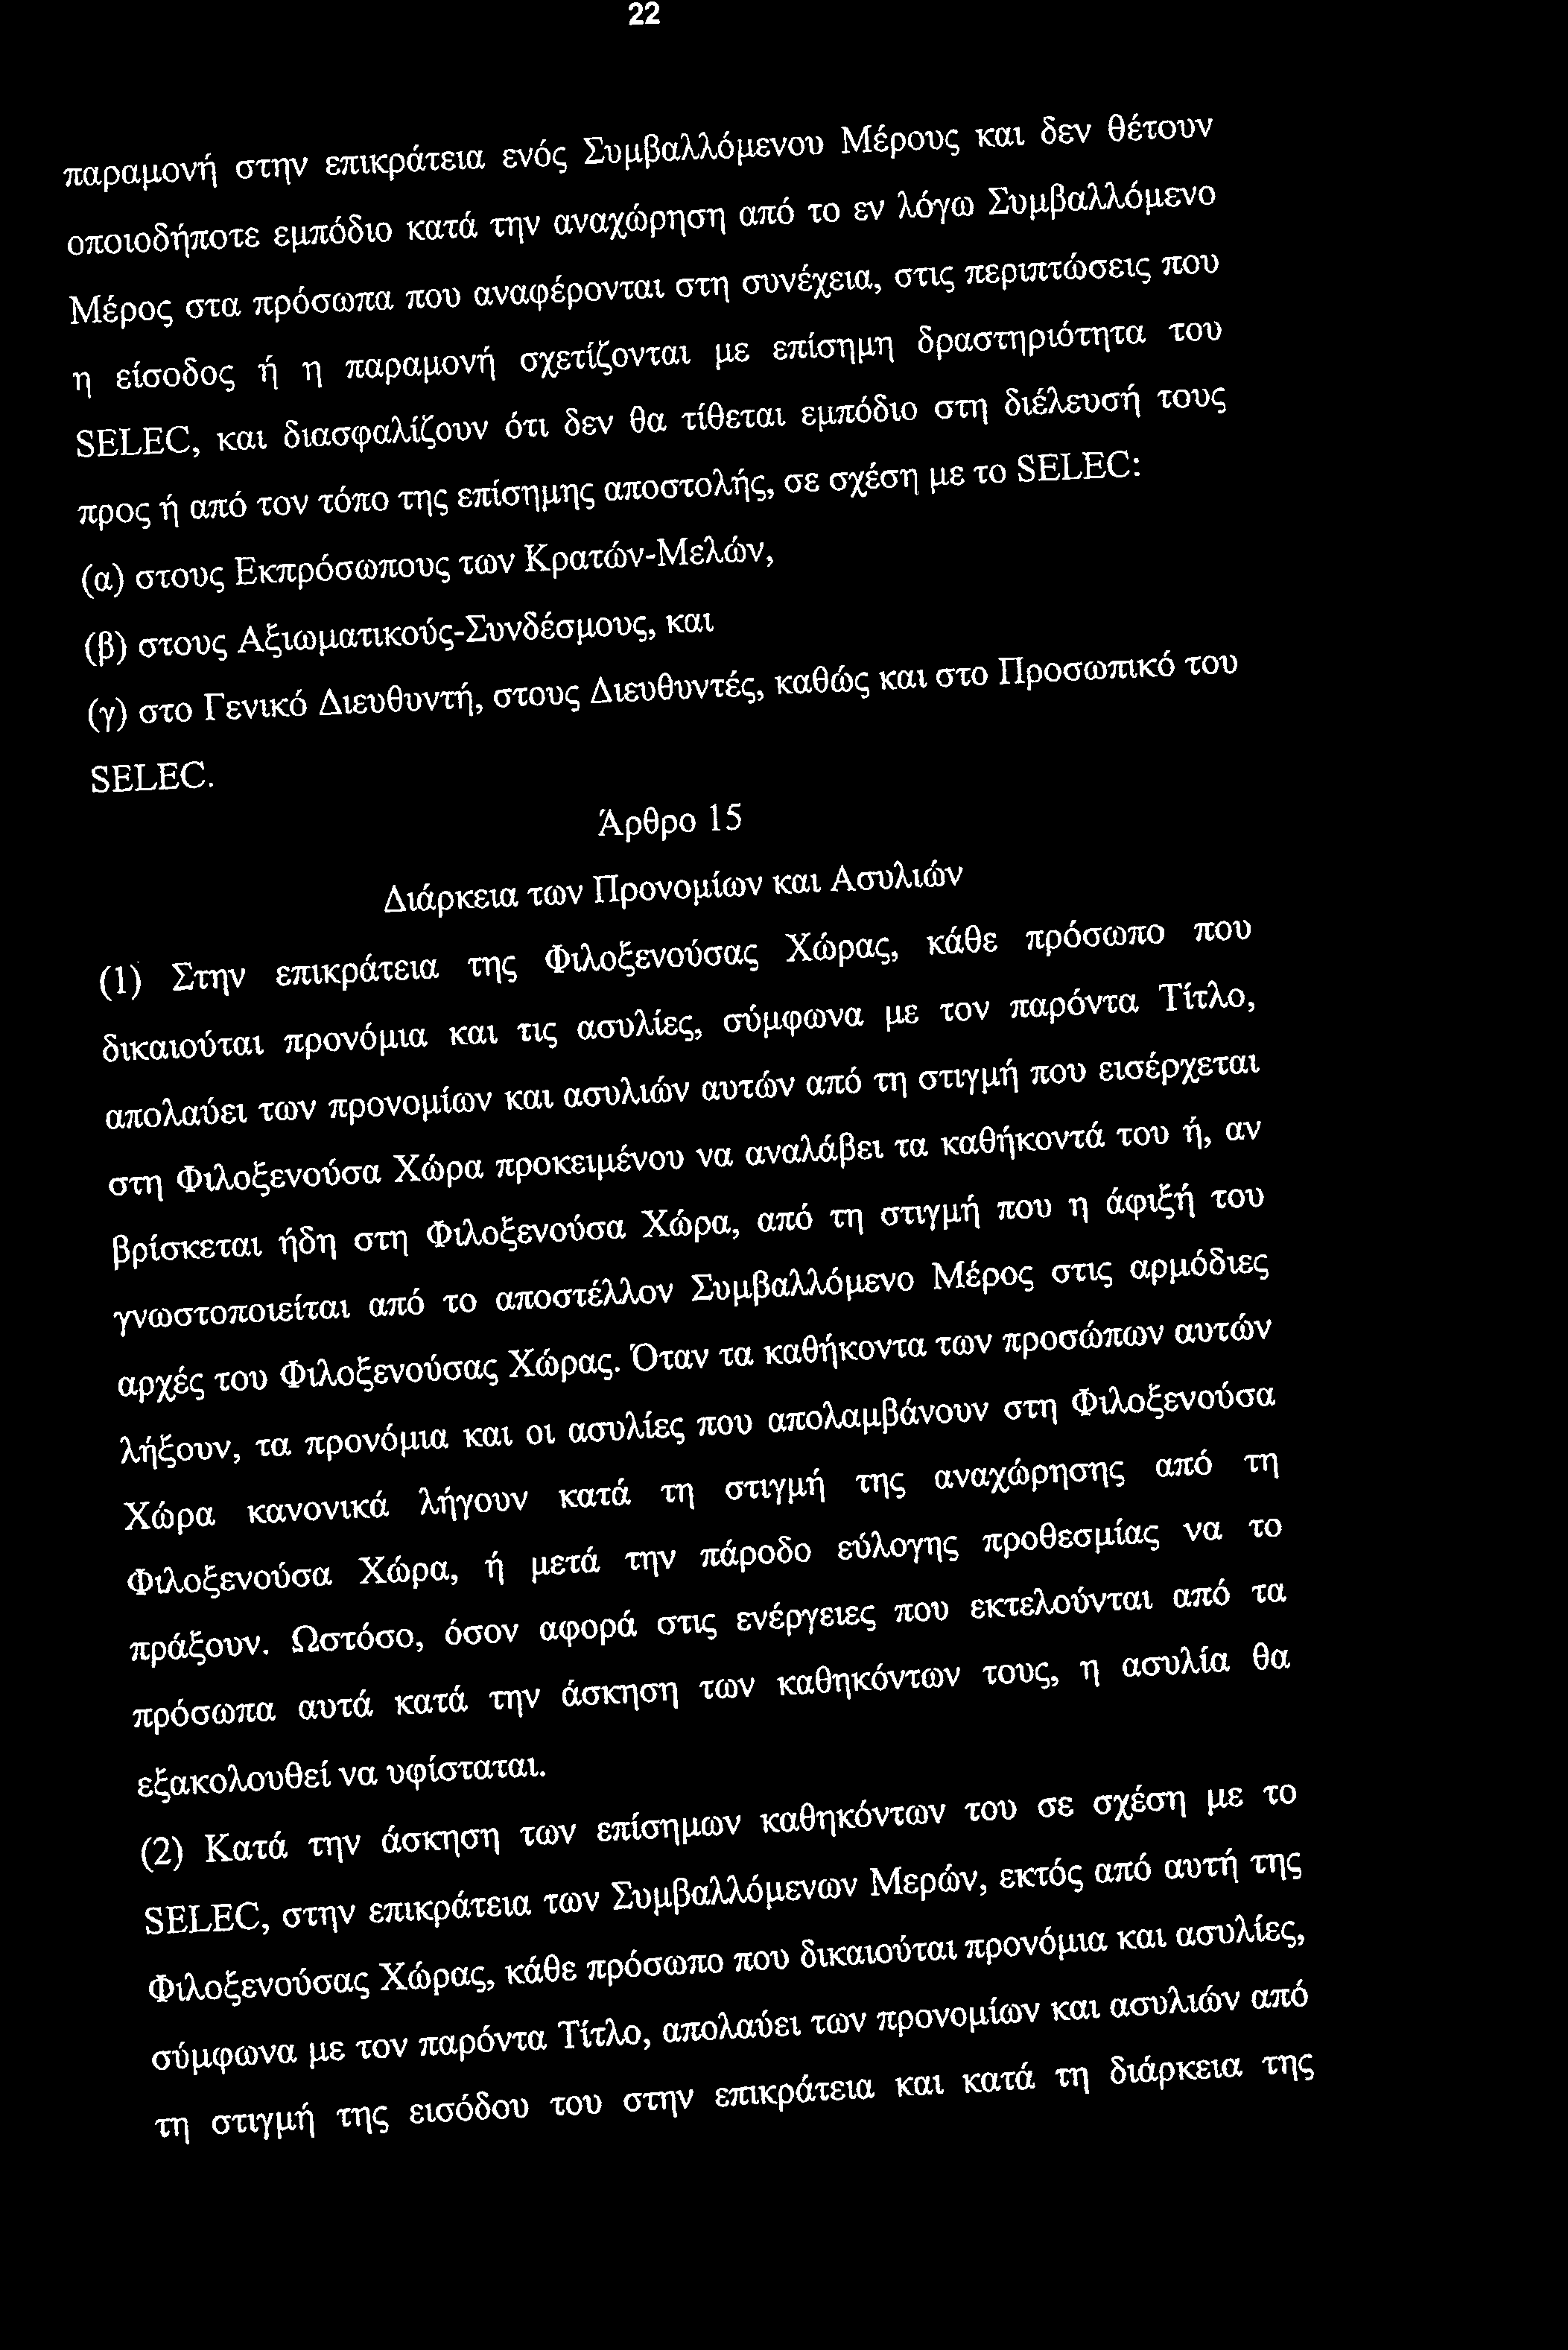 22
παραμονή στην επικράτεια ενός Συμβαλλόμενου Μέρους και δεν θέτουν
οποιοδήποτε εμπόδιο κατά την αναχώρηση από το εν λόγω Συμβαλλόμενο
Μέρος στα πρόσωπα που αναφέρονται στη συνέχεια, στις περιπτώσεις που
η είσοδος ή η παραμονή σχετίζονται με επίσημη δραστηριότητα του
SELEC, και διασφαλίζουν ότι δεν θα τίθεται εμπόδιο στη διέλευσή τους
προς ή από τον τόπο της επίσημης αποστολής, σε σχέση με το SELEC:
(α) στους Εκπρόσωπους των Κρατών-Μελών,
(β) στους Αξιωματικούς-Συνδέσμους, και
(γ) στο Γενικό Διευθυντή, στους Διευθυντές, καθώς και στο Προσωπικό του
SELEC.
Άρθρο 15
Διάρκεια των Προνομίων και Ασυλιών
(1) Στην επικράτεια της Φιλοξενούσας Χώρας, κάθε πρόσωπο που
δικαιούται προνόμια και τις ασυλίες, σύμφωνα με τον παρόντα Τίτλο,
απολαύει των προνομίων και ασυλιών αυτών από τη στιγμή που εισέρχεται
στη Φιλοξενούσα Χώρα προκειμένου να αναλάβει τα καθήκοντά του ή, αν
βρίσκεται ήδη στη Φιλοξενούσα Χώρα, από τη στιγμή που η άφιξή του
γνωστοποιείται από το αποστέλλον Συμβαλλόμενο Μέρος στις αρμόδιες
αρχές του Φιλοξενούσας Χώρας. Όταν τα καθήκοντα των προσώπων αυτών
λήξουν, τα προνόμια και οι ασυλίες που απολαμβάνουν στη Φιλοξενούσα
Χώρα κανονικά λήγουν κατά τη στιγμή της αναχώρησης από τη
Φιλοξενούσα Χώρα, ή μετά την πάροδο εύλογης προθεσμίας να το
πράξουν. Ωστόσο, όσον αφορά στις ενέργειες που εκτελούνται από τα
πρόσωπα αυτά κατά την άσκηση των καθηκόντων τους, η ασυλία θα
εξακολουθεί να υφίσταται.
(2) Κατά την άσκηση των επίσημων καθηκόντων του σε σχέση με το
SELEC, στην επικράτεια των Συμβαλλόμενων Μερών, εκτός από αυτή της
Φιλοξενούσας Χώρας, κάθε πρόσωπο που δικαιούται προνόμια και ασυλίες,
σύμφωνα με τον παρόντα Τίτλο, απολαύει των προνομίων και ασυλιών από
τη στιγμή της εισόδου του στην επικράτεια και κατά τη διάρκεια της